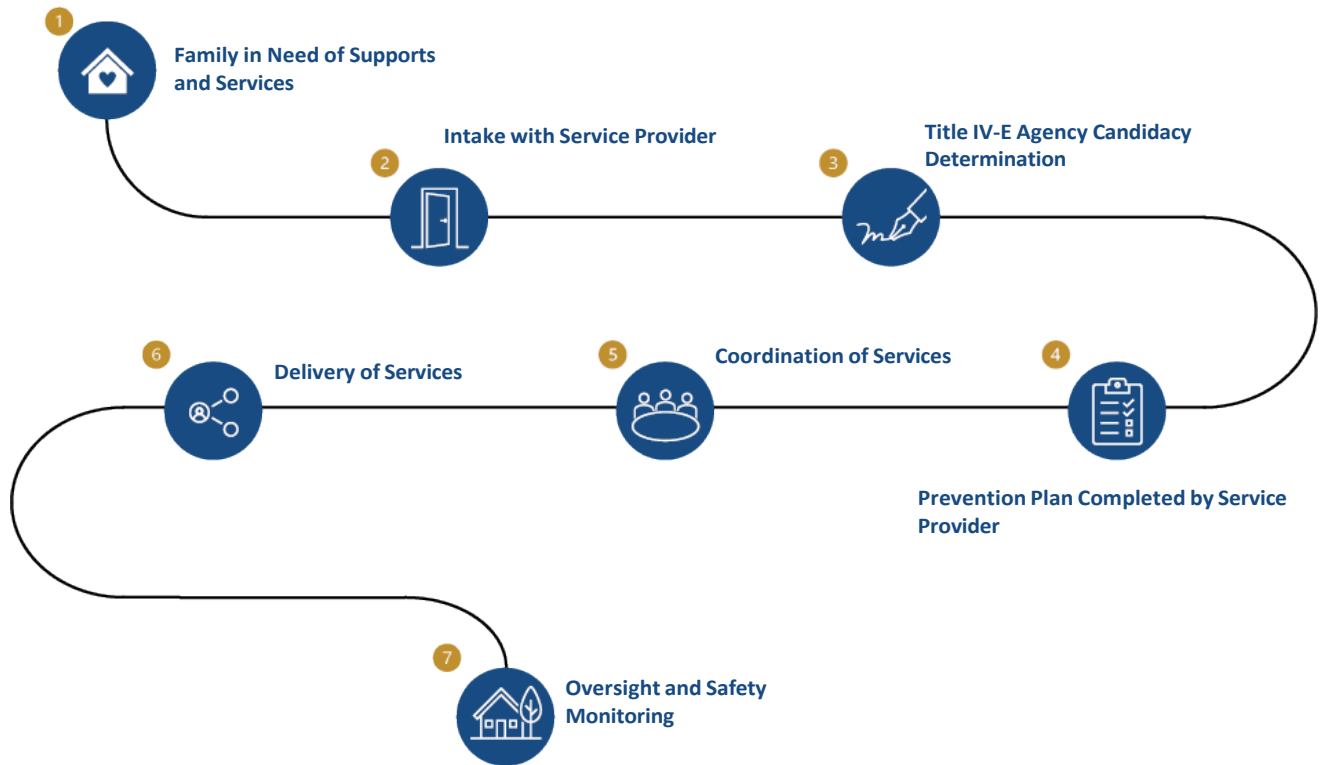 1
Family in Need of Supports
and Services
2
Intake with Service Provider
3
Title IV-E Agency Candidacy
Determination
4
Prevention Plan Completed by Service
Provider
5
Coordination of Services
6
Delivery of Services
7
Oversight and Safety
Monitoring